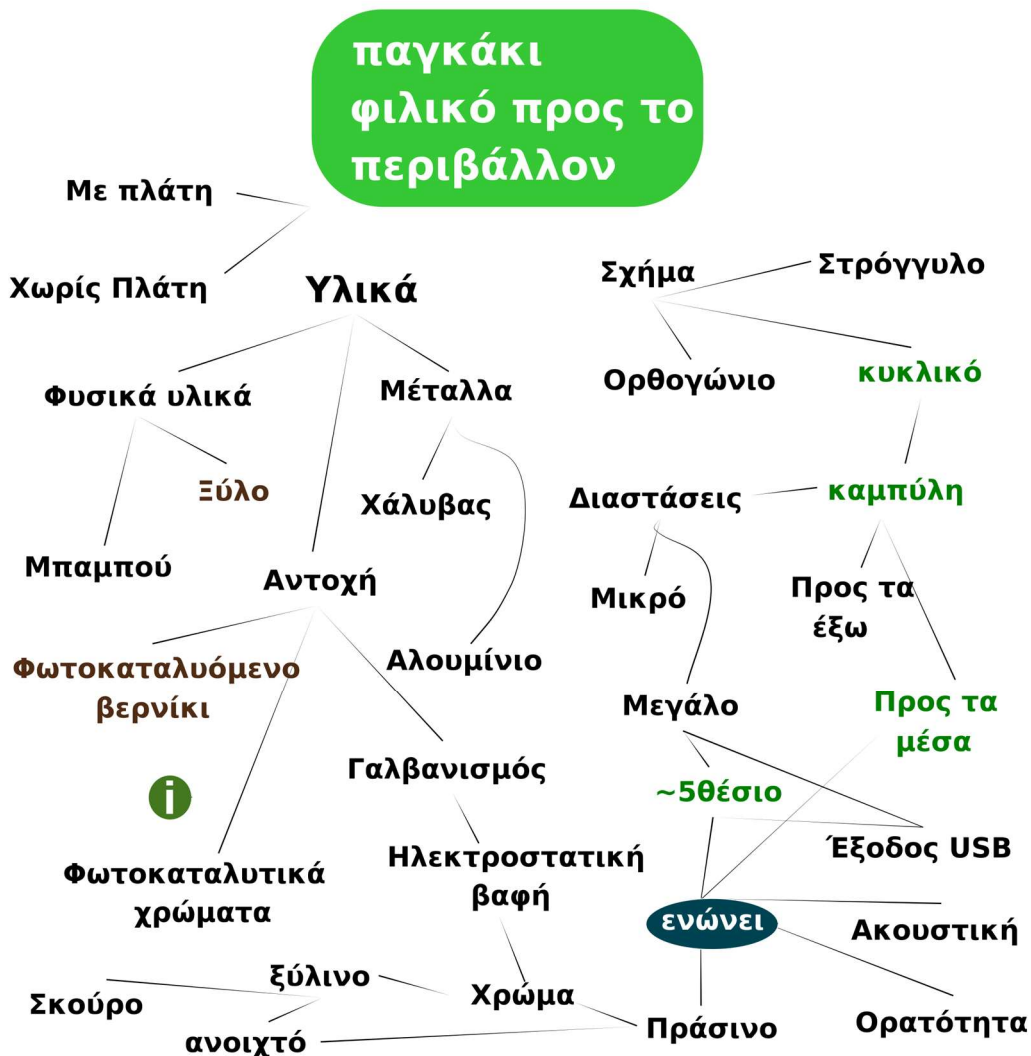 παγκάκι
φιλικό προς το
περιβάλλον
Με πλάτη
Χωρίς Πλάτη
Υλικά
Σχήμα
Στρόγγυλο
Φυσικά υλικά
Μέταλλα
Ορθογώνιο
κυκλικό
Ξύλο
Χάλυβας
Διαστάσεις
καμπύλη
Μπαμπού
Αντοχή
Μικρό
Προς τα
έξω
Φωτοκαταλυόμενο
βερνίκι
Αλουμίνιο
Μεγάλο
Προς τα
μέσα
Γαλβανισμός
~5θέσιο
i
Φωτοκαταλυτικά
χρώματα
Ηλεκτροστατική
βαφή
Έξοδος USB
ενώνει
Ακουστική
ξύλινο
Χρώμα
Σκούρο
ανοιχτό
Πράσινο
Ορατότητα